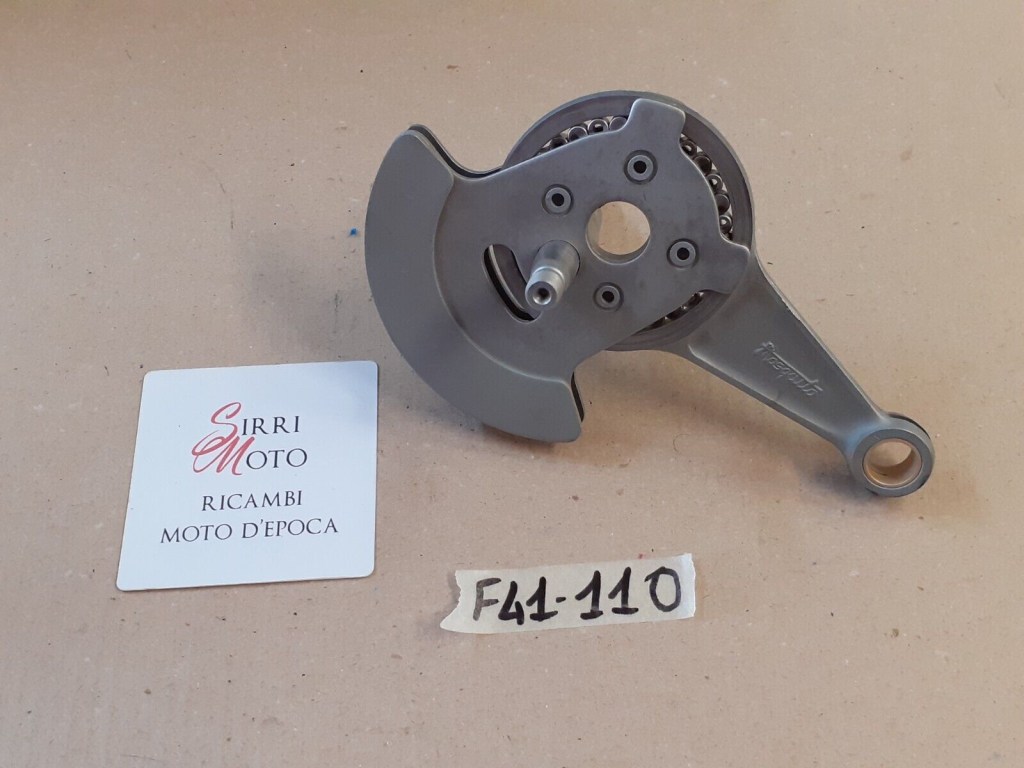 SIRRI
MOTO
RICAMBI
MOTO D'EPOCA
F41-110